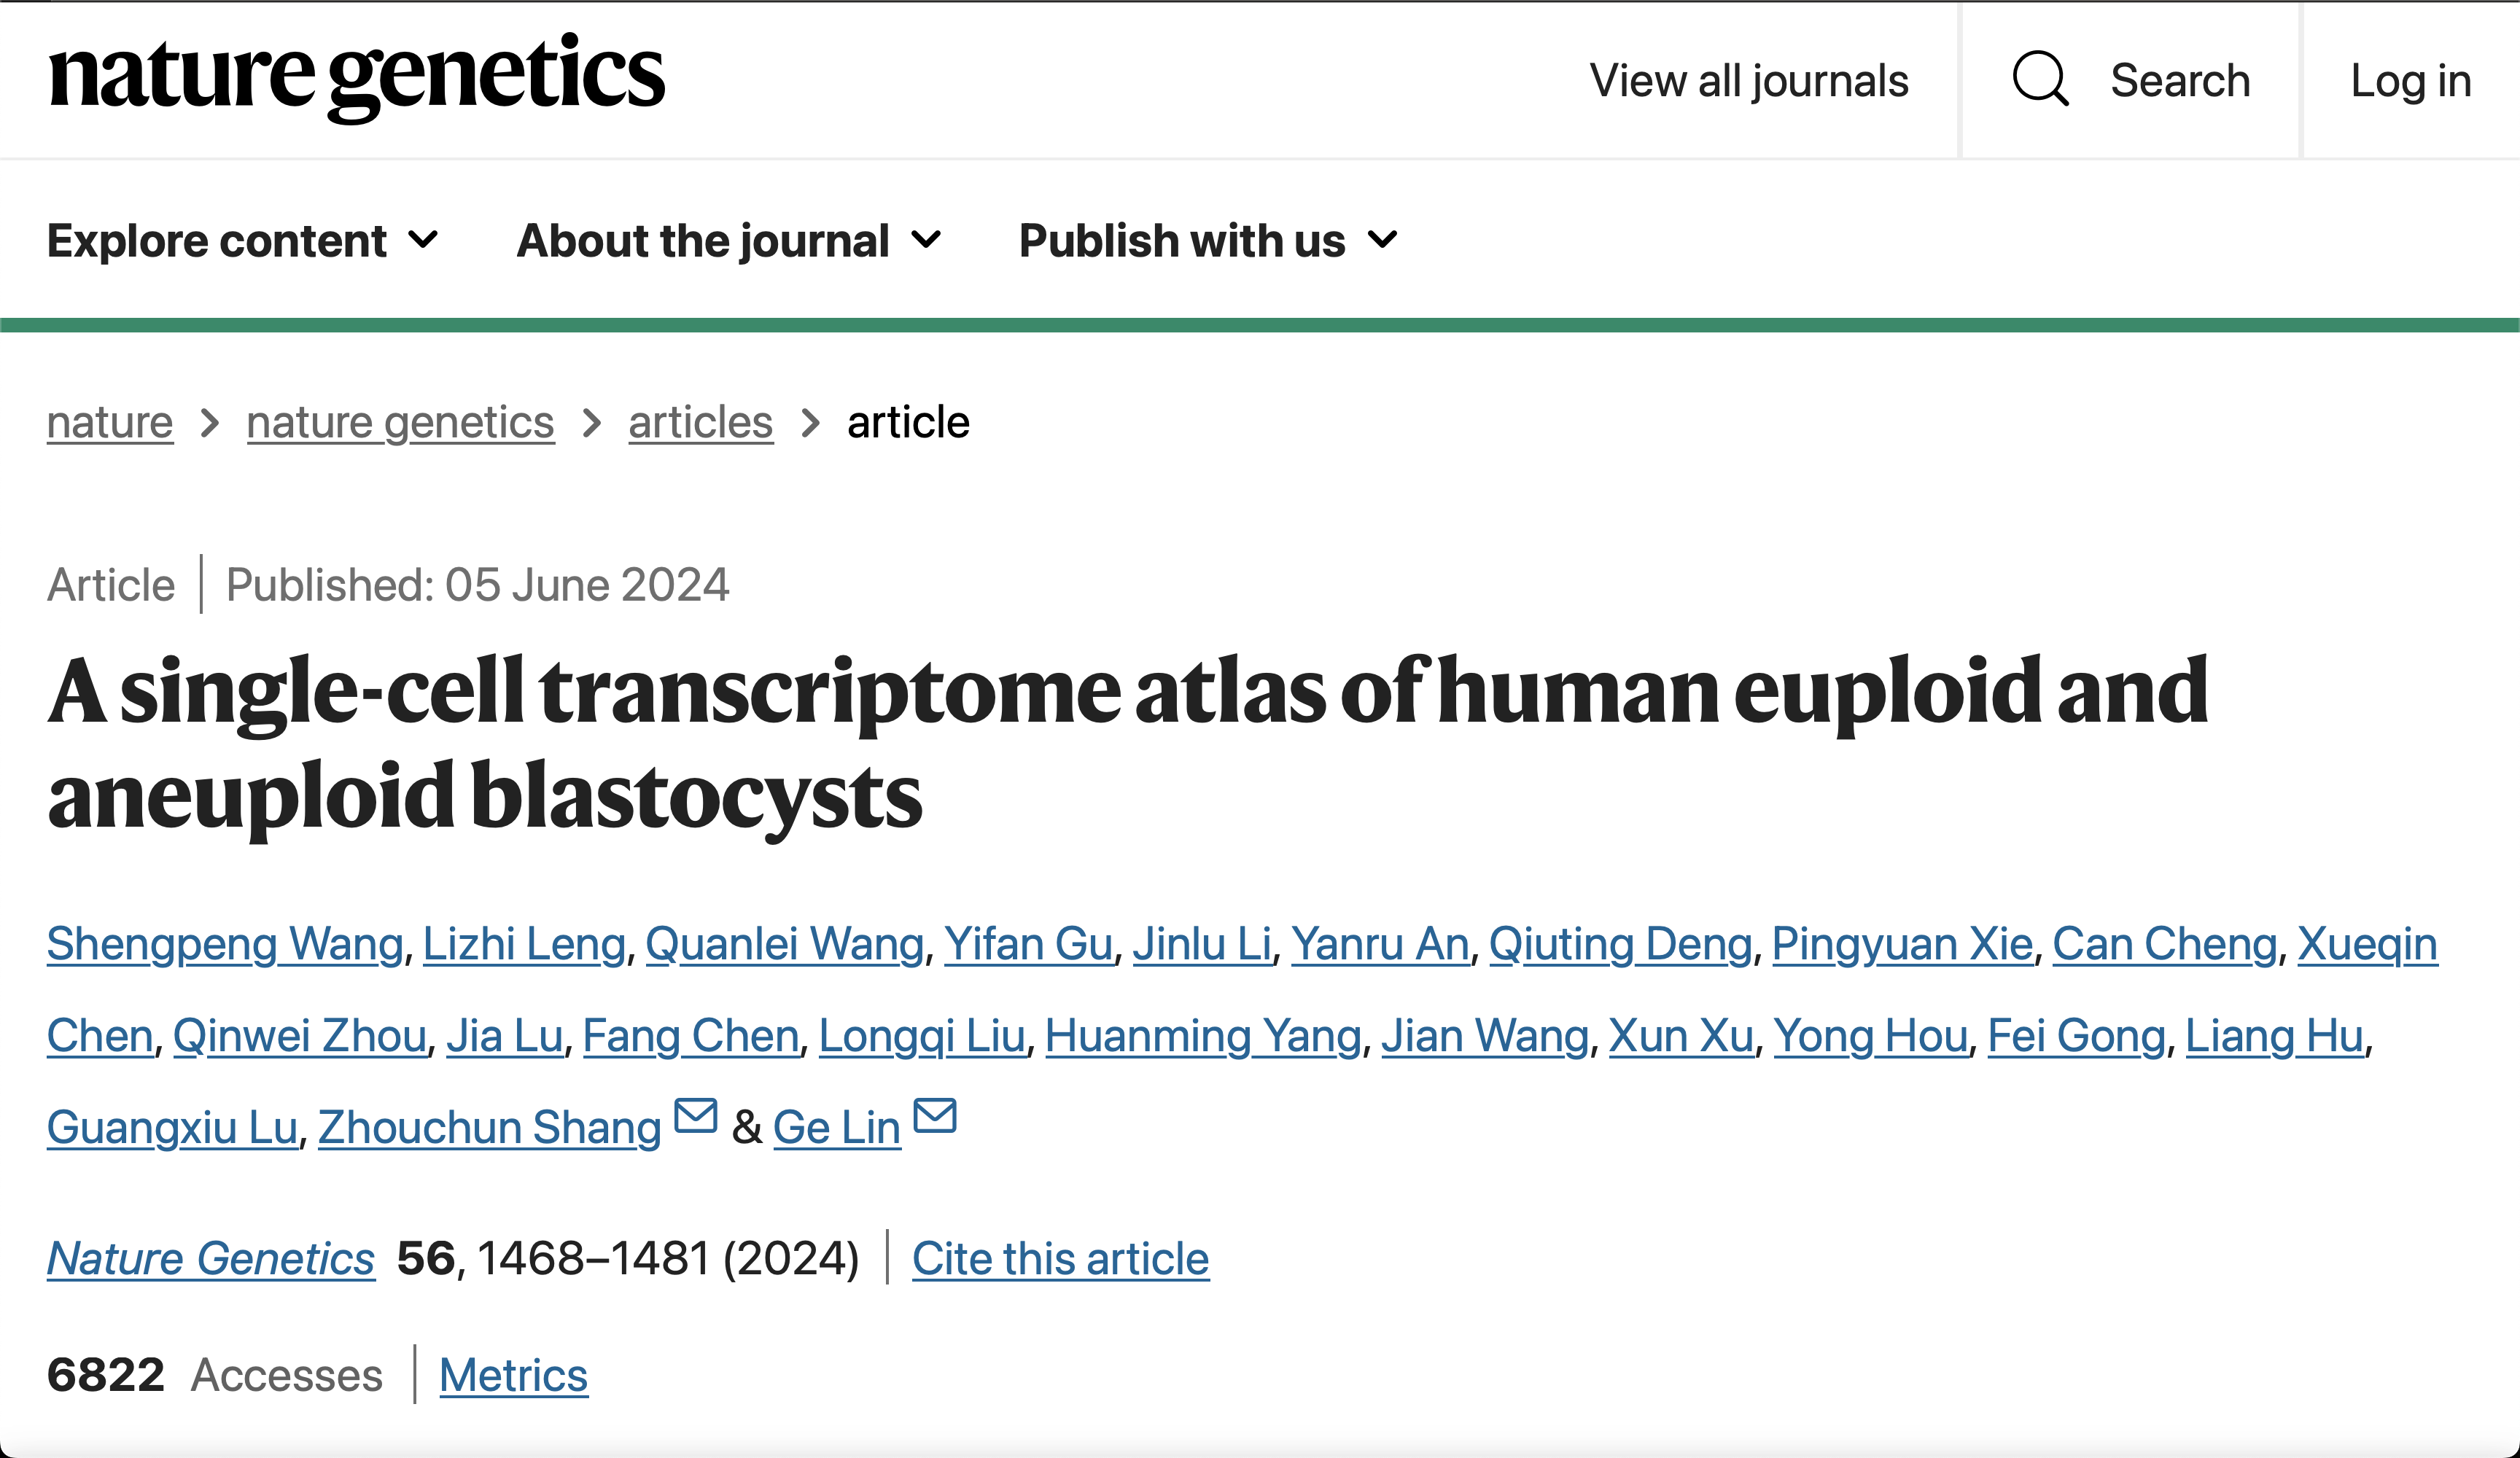 nature genetics
View all journals
Search
Log in
Explore content
About the journal
Publish with us
nature > nature genetics > articles > article
Article | Published: 05 June 2024
A single-cell transcriptome atlas of human euploid and
aneuploid blastocysts
Shengpeng Wang, Lizhi Leng, Quanlei Wang, Yifan Gu, Jinlu Li, Yanru An, Qiuting Deng, Pingyuan Xie, Can Cheng, Xueqin
Chen, Qinwei Zhou, Jia Lu, Fang Chen, Longqi Liu, Huanming Yang, Jian Wang, Xun Xu, Yong Hou, Fei Gong, Liang Hu,
Guangxiu Lu, Zhouchun Shang & Ge Lin
Nature Genetics 56, 1468–1481 (2024) | Cite this article
6822 Accesses | Metrics